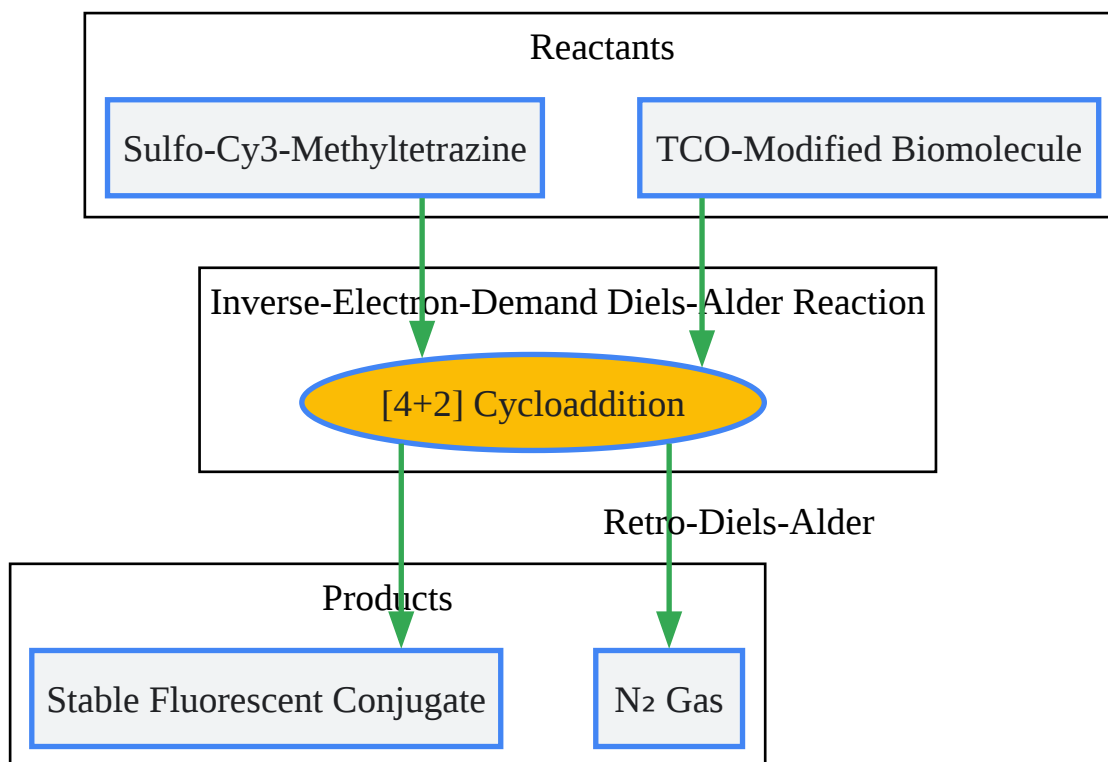 Reactants
Sulfo-Cy3-Methyltetrazine
TCO-Modified Biomolecule
Inverse-Electron-Demand Diels-Alder Reaction
[4+2] Cycloaddition
Retro-Diels-Alder
Products
Stable Fluorescent Conjugate
N₂ Gas